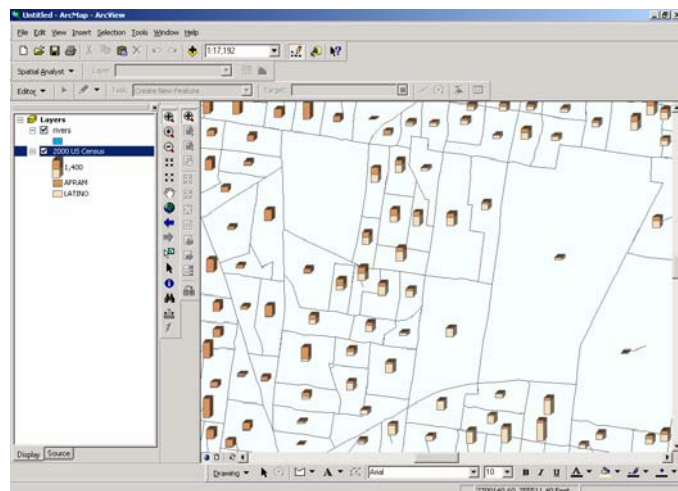 Untitled - ArcMap - ArcView
File Edit View Insert Selection Tools Window Help
1:17,192
Spatial Analyst Layer:
Editor Task: Create New Feature Target:
Layers
rivers
2000 US Census
1,400
AFRAM
LATINO
Display Source
Drawing A Arial 10 B I U A